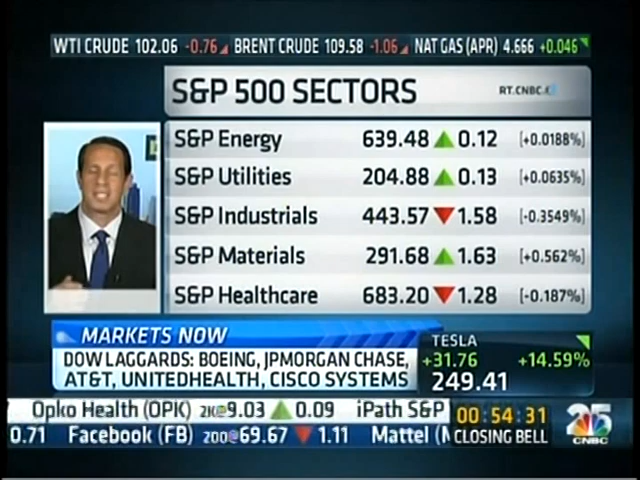 WTI CRUDE 102.06 -0.76 BRENT CRUDE 109.58 -1.06 NAT GAS (APR) 4.666 +0.046
S&P 500 SECTORS
RT.CNBC.
S&P Energy 639.48 0.12 [+0.0188%]
S&P Utilities 204.88 0.13 [+0.0635%]
S&P Industrials 443.57 1.58 [-0.3549%]
S&P Materials 291.68 1.63 [+0.562%]
S&P Healthcare 683.20 1.28 [-0.187%]
MARKETS NOW
DOW LAGGARDS: BOEING, JPMORGAN CHASE,
AT&T, UNITEDHEALTH, CISCO SYSTEMS
TESLA
+31.76 +14.59%
249.41
Opko Health (OPK) 2K@9.03 0.09 iPath S&P
0.71 Facebook (FB) 200@69.67 1.11 Mattel (
00:54:31
CLOSING BELL
25
CNBC